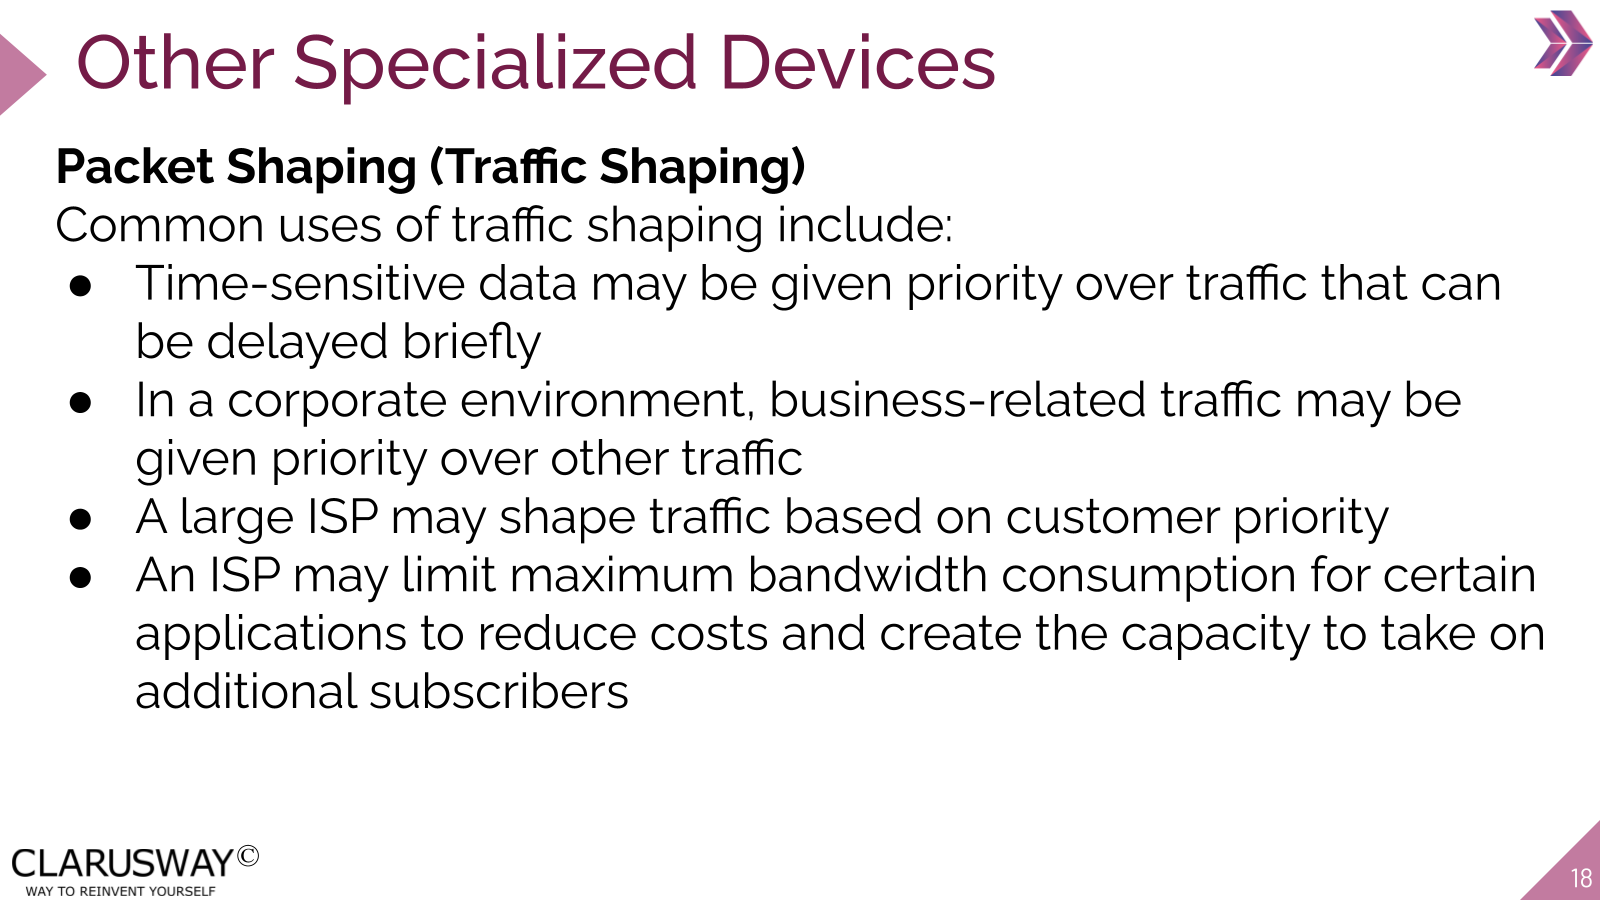 Other Specialized Devices
Packet Shaping (Traffic Shaping)
Common uses of traffic shaping include:
● Time-sensitive data may be given priority over traffic that can
be delayed briefly
● In a corporate environment, business-related traffic may be
given priority over other traffic
● A large ISP may shape traffic based on customer priority
● An ISP may limit maximum bandwidth consumption for certain
applications to reduce costs and create the capacity to take on
additional subscribers
CLARUSWAY©
WAY TO REINVENT YOURSELF
18